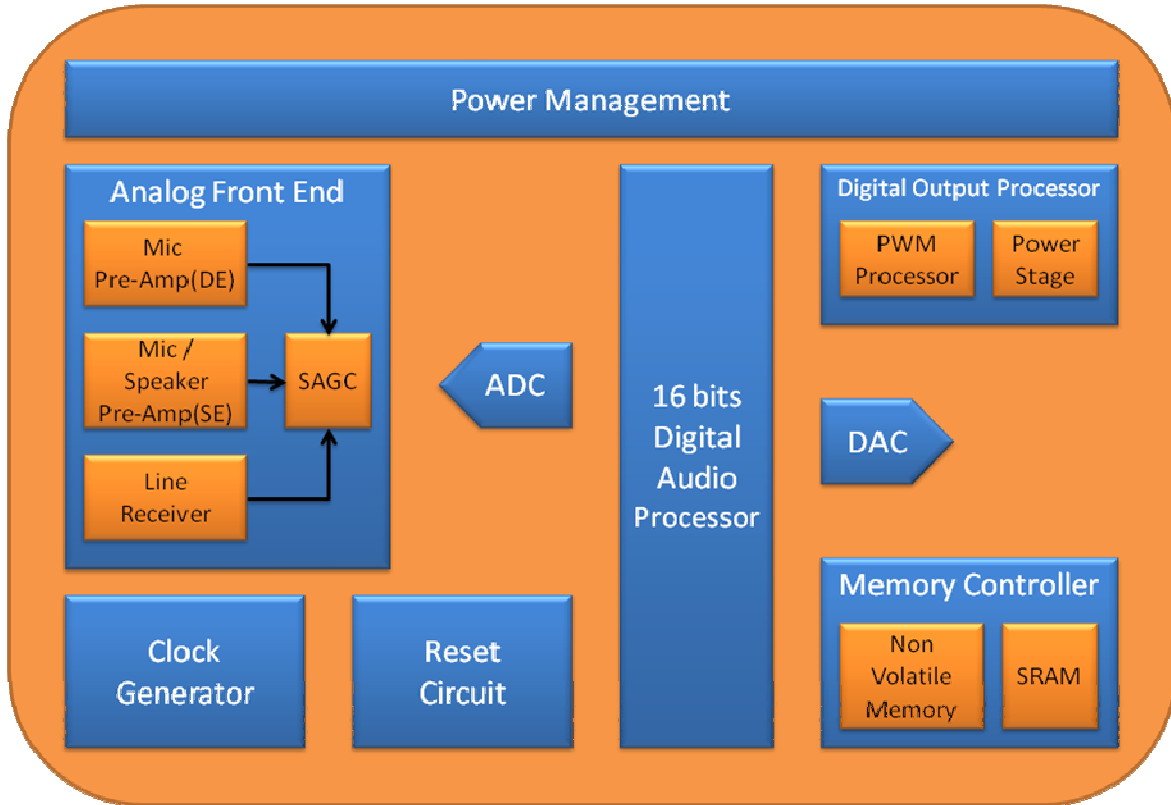 Power Management
Analog Front End
Mic
Pre-Amp(DE)
Mic /
Speaker
Pre-Amp(SE)
SAGC
Line
Receiver
ADC
16 bits
Digital
Audio
Processor
Digital Output Processor
PWM
Processor
Power
Stage
DAC
Clock
Generator
Reset
Circuit
Memory Controller
Non
Volatile
Memory
SRAM